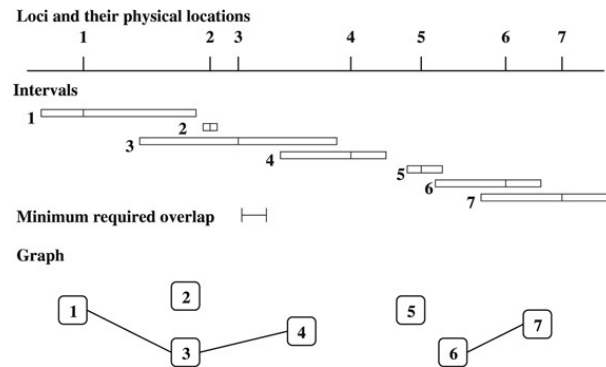 Loci and their physical locations
1 2 3 4 5 6 7
Intervals
1
2
3
4
5
6
7
Minimum required overlap
Graph
1 2 3 4 5 6 7